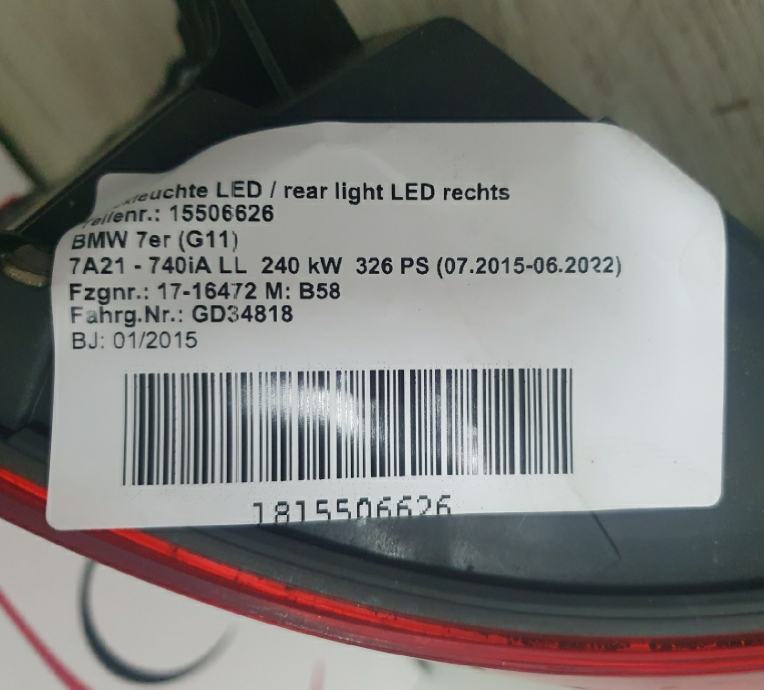 LED / rear light LED rechts
15506626
BMW 7er (G11)
7A21 - 740iA LL 240 kW 326 PS (07.2015-06.2022)
Fzgnr.: 17-16472 M: B58
Fahrg.Nr.: GD34818
BJ: 01/2015
1815506626